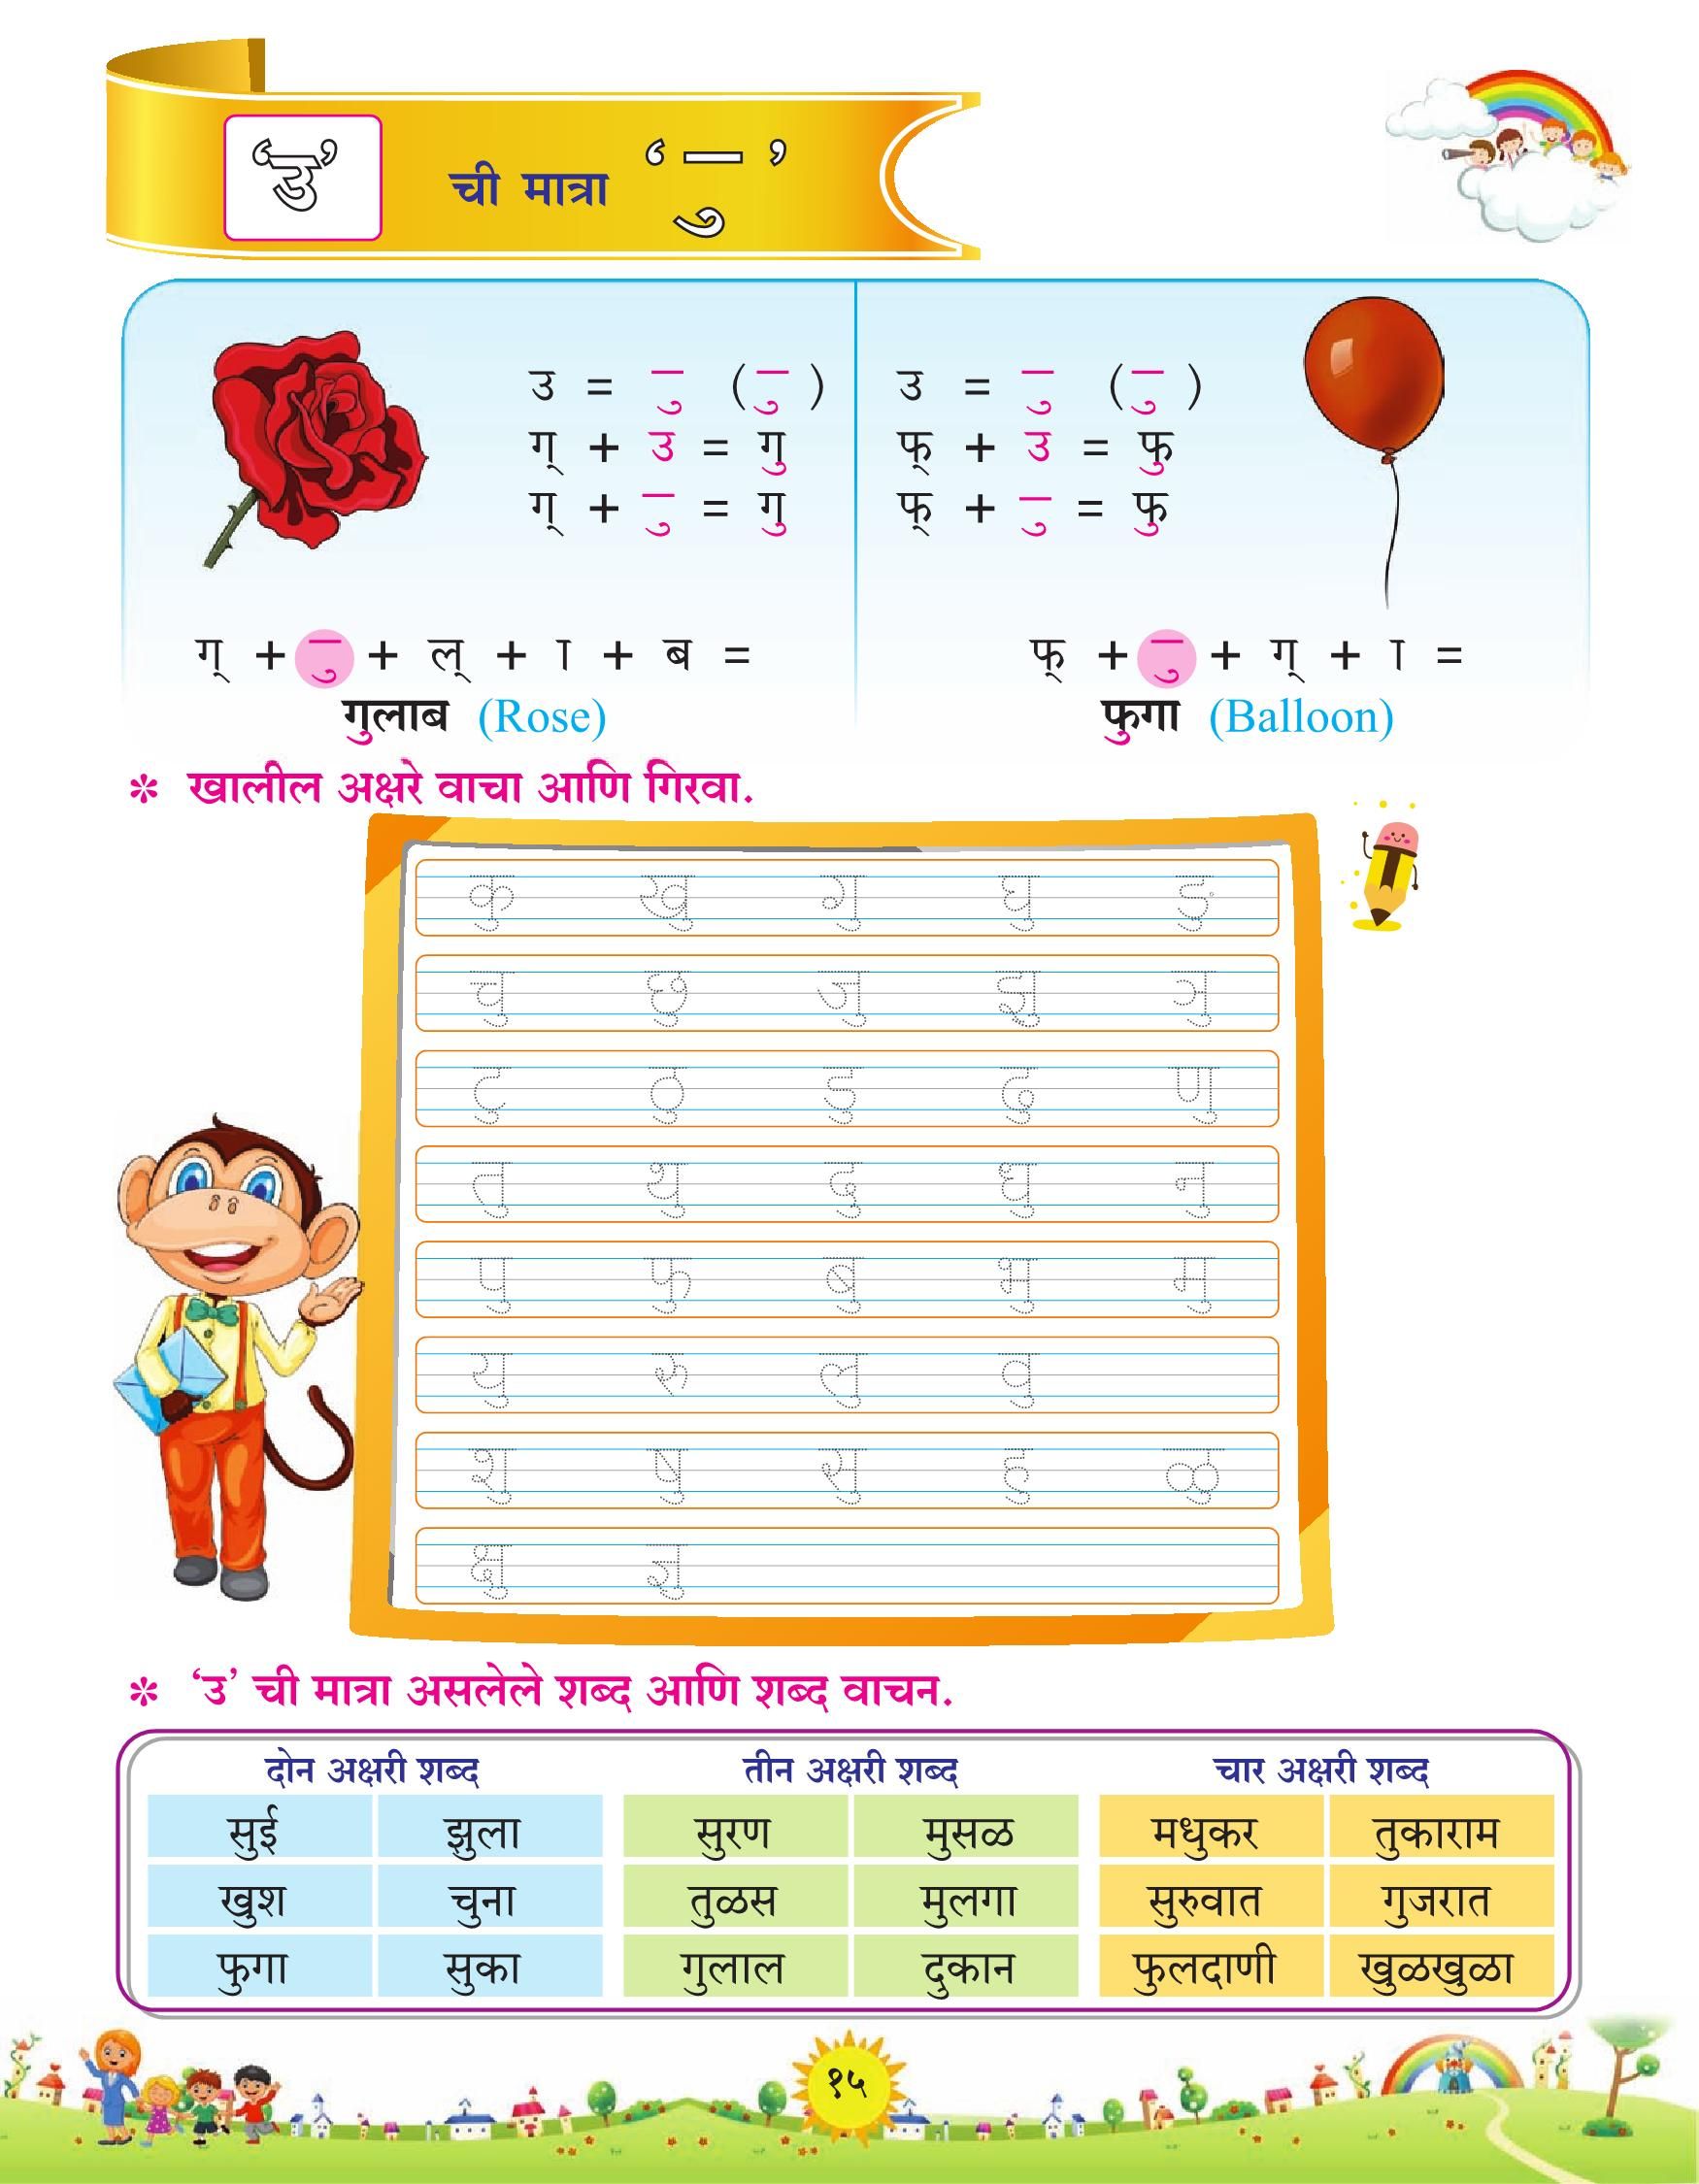 ‘उ’ ची मात्रा ‘ ु ’
उ = ु ( ु )
ग् + उ = गु
ग् + ु = गु
ग् + ु + ल् + ा + ब =
गुलाब (Rose)
उ = ु ( ु )
फ् + उ = फु
फ् + ु = फु
फ् + ु + ग् + ा =
फुगा (Balloon)
* खालील अक्षरे वाचा आणि गिरवा.
कु खु गु घु ङु
चु छु जु झु ञु
टु ठु डु ढु णु
तु थु दु धु नु
पु फु बु भु मु
यु रु लु वु
शु षु सु हु ळु
क्षु ज्ञु
* ‘उ’ ची मात्रा असलेले शब्द आणि शब्द वाचन.
दोन अक्षरी शब्द तीन अक्षरी शब्द चार अक्षरी शब्द
सुई झुला सुरण मुसळ मधुकर तुकाराम
खुश चुना तुळस मुलगा सुरुवात गुजरात
फुगा सुका गुलाल दुकान फुलदाणी खुळखुळा
१५